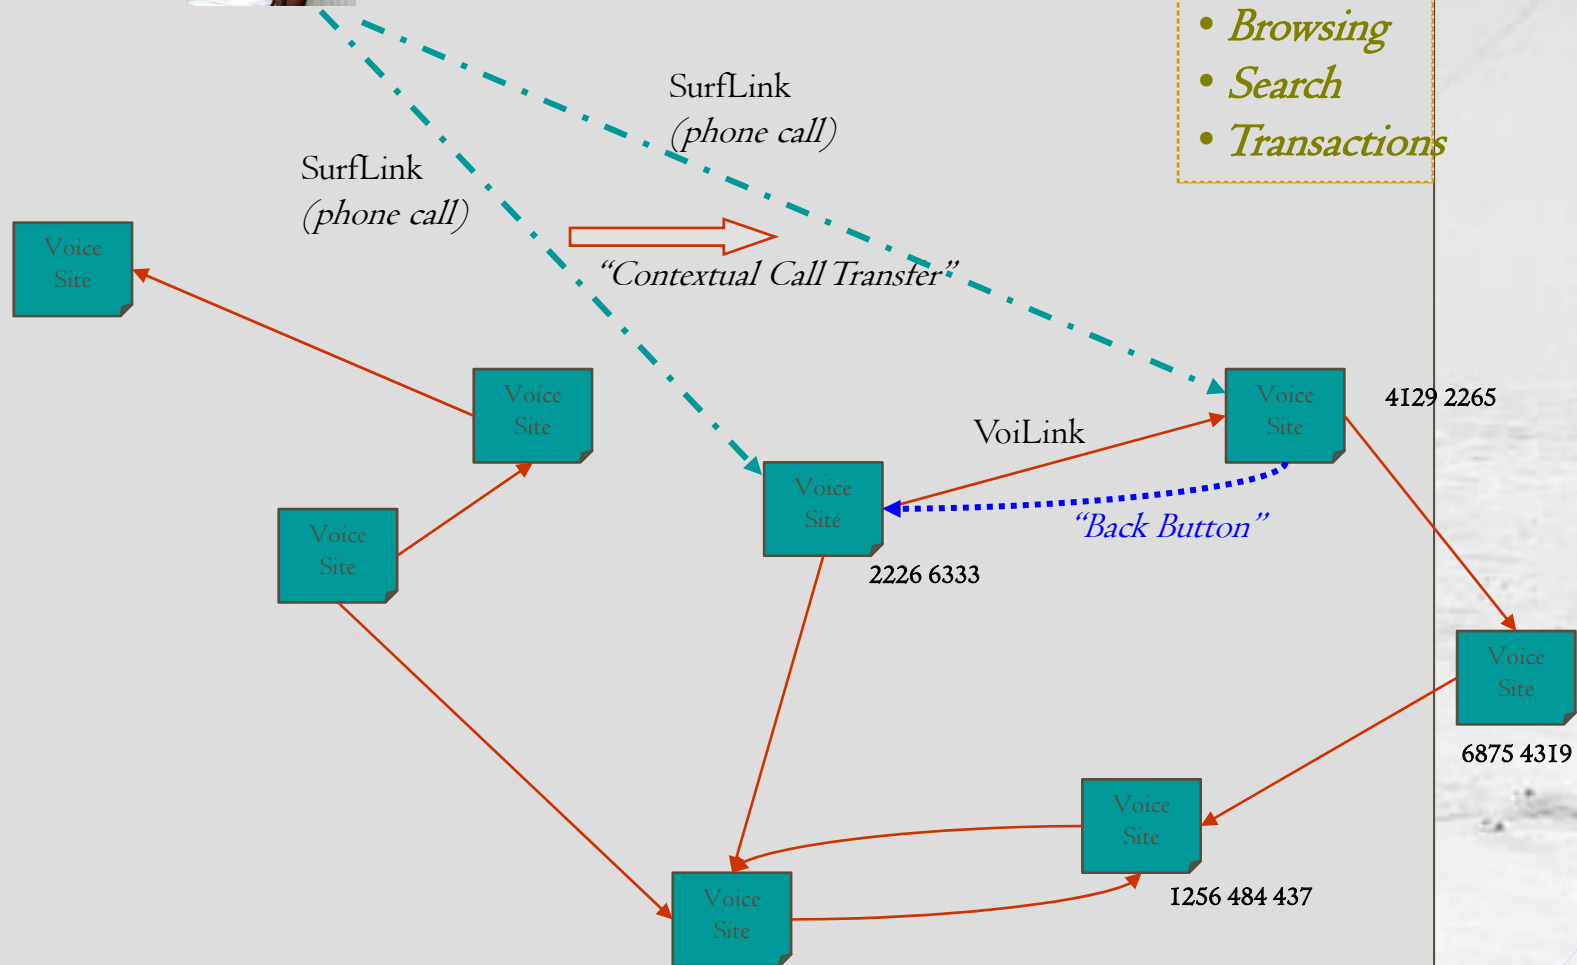 • Browsing
• Search
• Transactions
SurfLink
(phone call)
SurfLink
(phone call)
“Contextual Call Transfer”
Voice
Site
Voice
Site
Voice
Site
4129 2265
VoiLink
Voice
Site
“Back Button”
2226 6333
Voice
Site
Voice
Site
6875 4319
Voice
Site
1256 484 437
Voice
Site